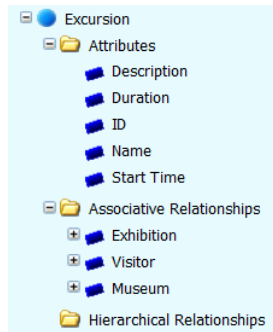 Excursion
Attributes
Description
Duration
ID
Name
Start Time
Associative Relationships
Exhibition
Visitor
Museum
Hierarchical Relationships